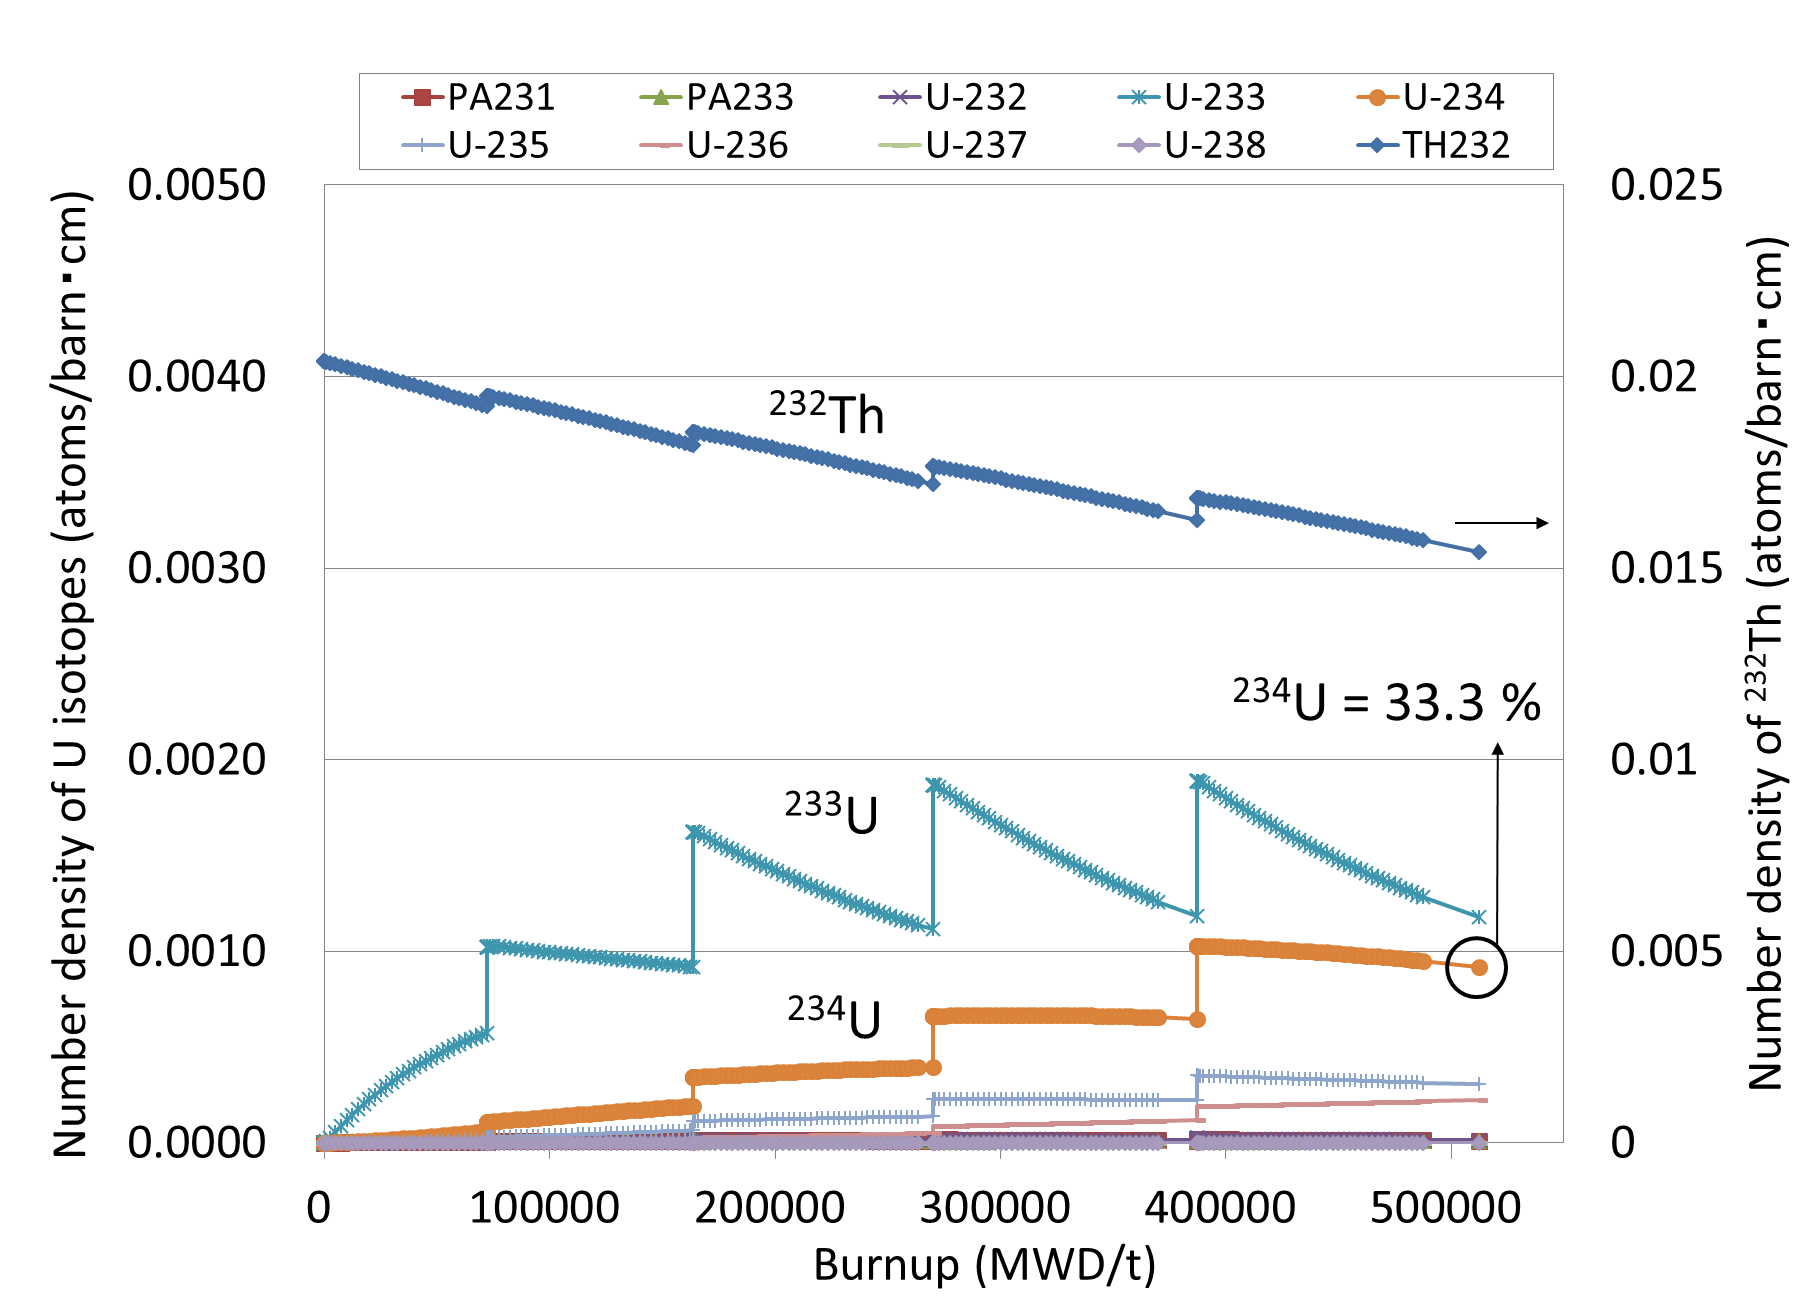 PA231 PA233 U-232 U-233 U-234
U-235 U-236 U-237 U-238 TH232
Number density of U isotopes (atoms/barn・cm)
0.0050
0.0040
0.0030
0.0020
0.0010
0.0000
0.025
0.02
0.015
0.01
0.005
0
Number density of ²³²Th (atoms/barn・cm)
²³²Th
²³⁴U = 33.3 %
²³³U
²³⁴U
0 100000 200000 300000 400000 500000
Burnup (MWD/t)